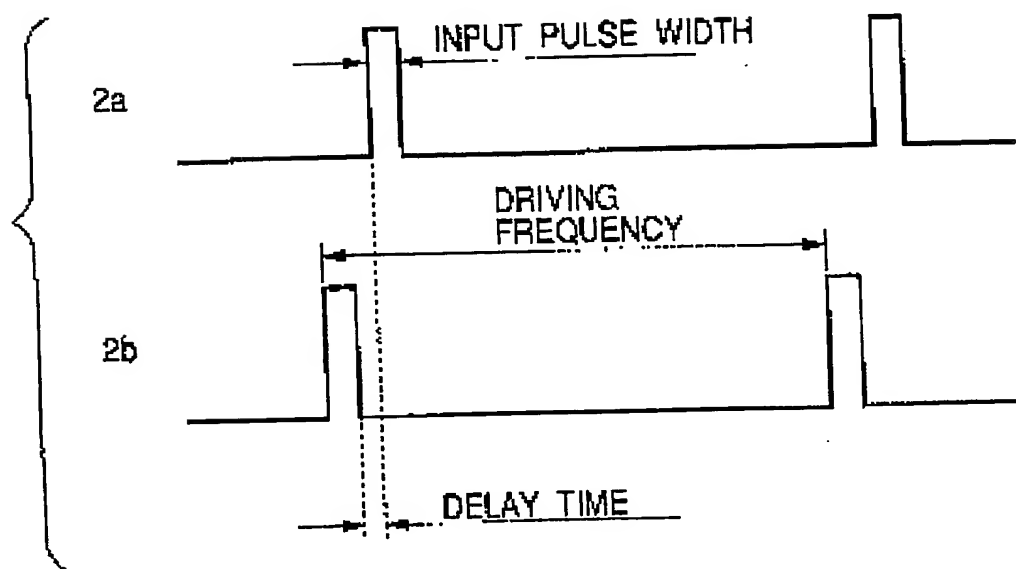 INPUT PULSE WIDTH
2a
DRIVING
FREQUENCY
2b
DELAY TIME